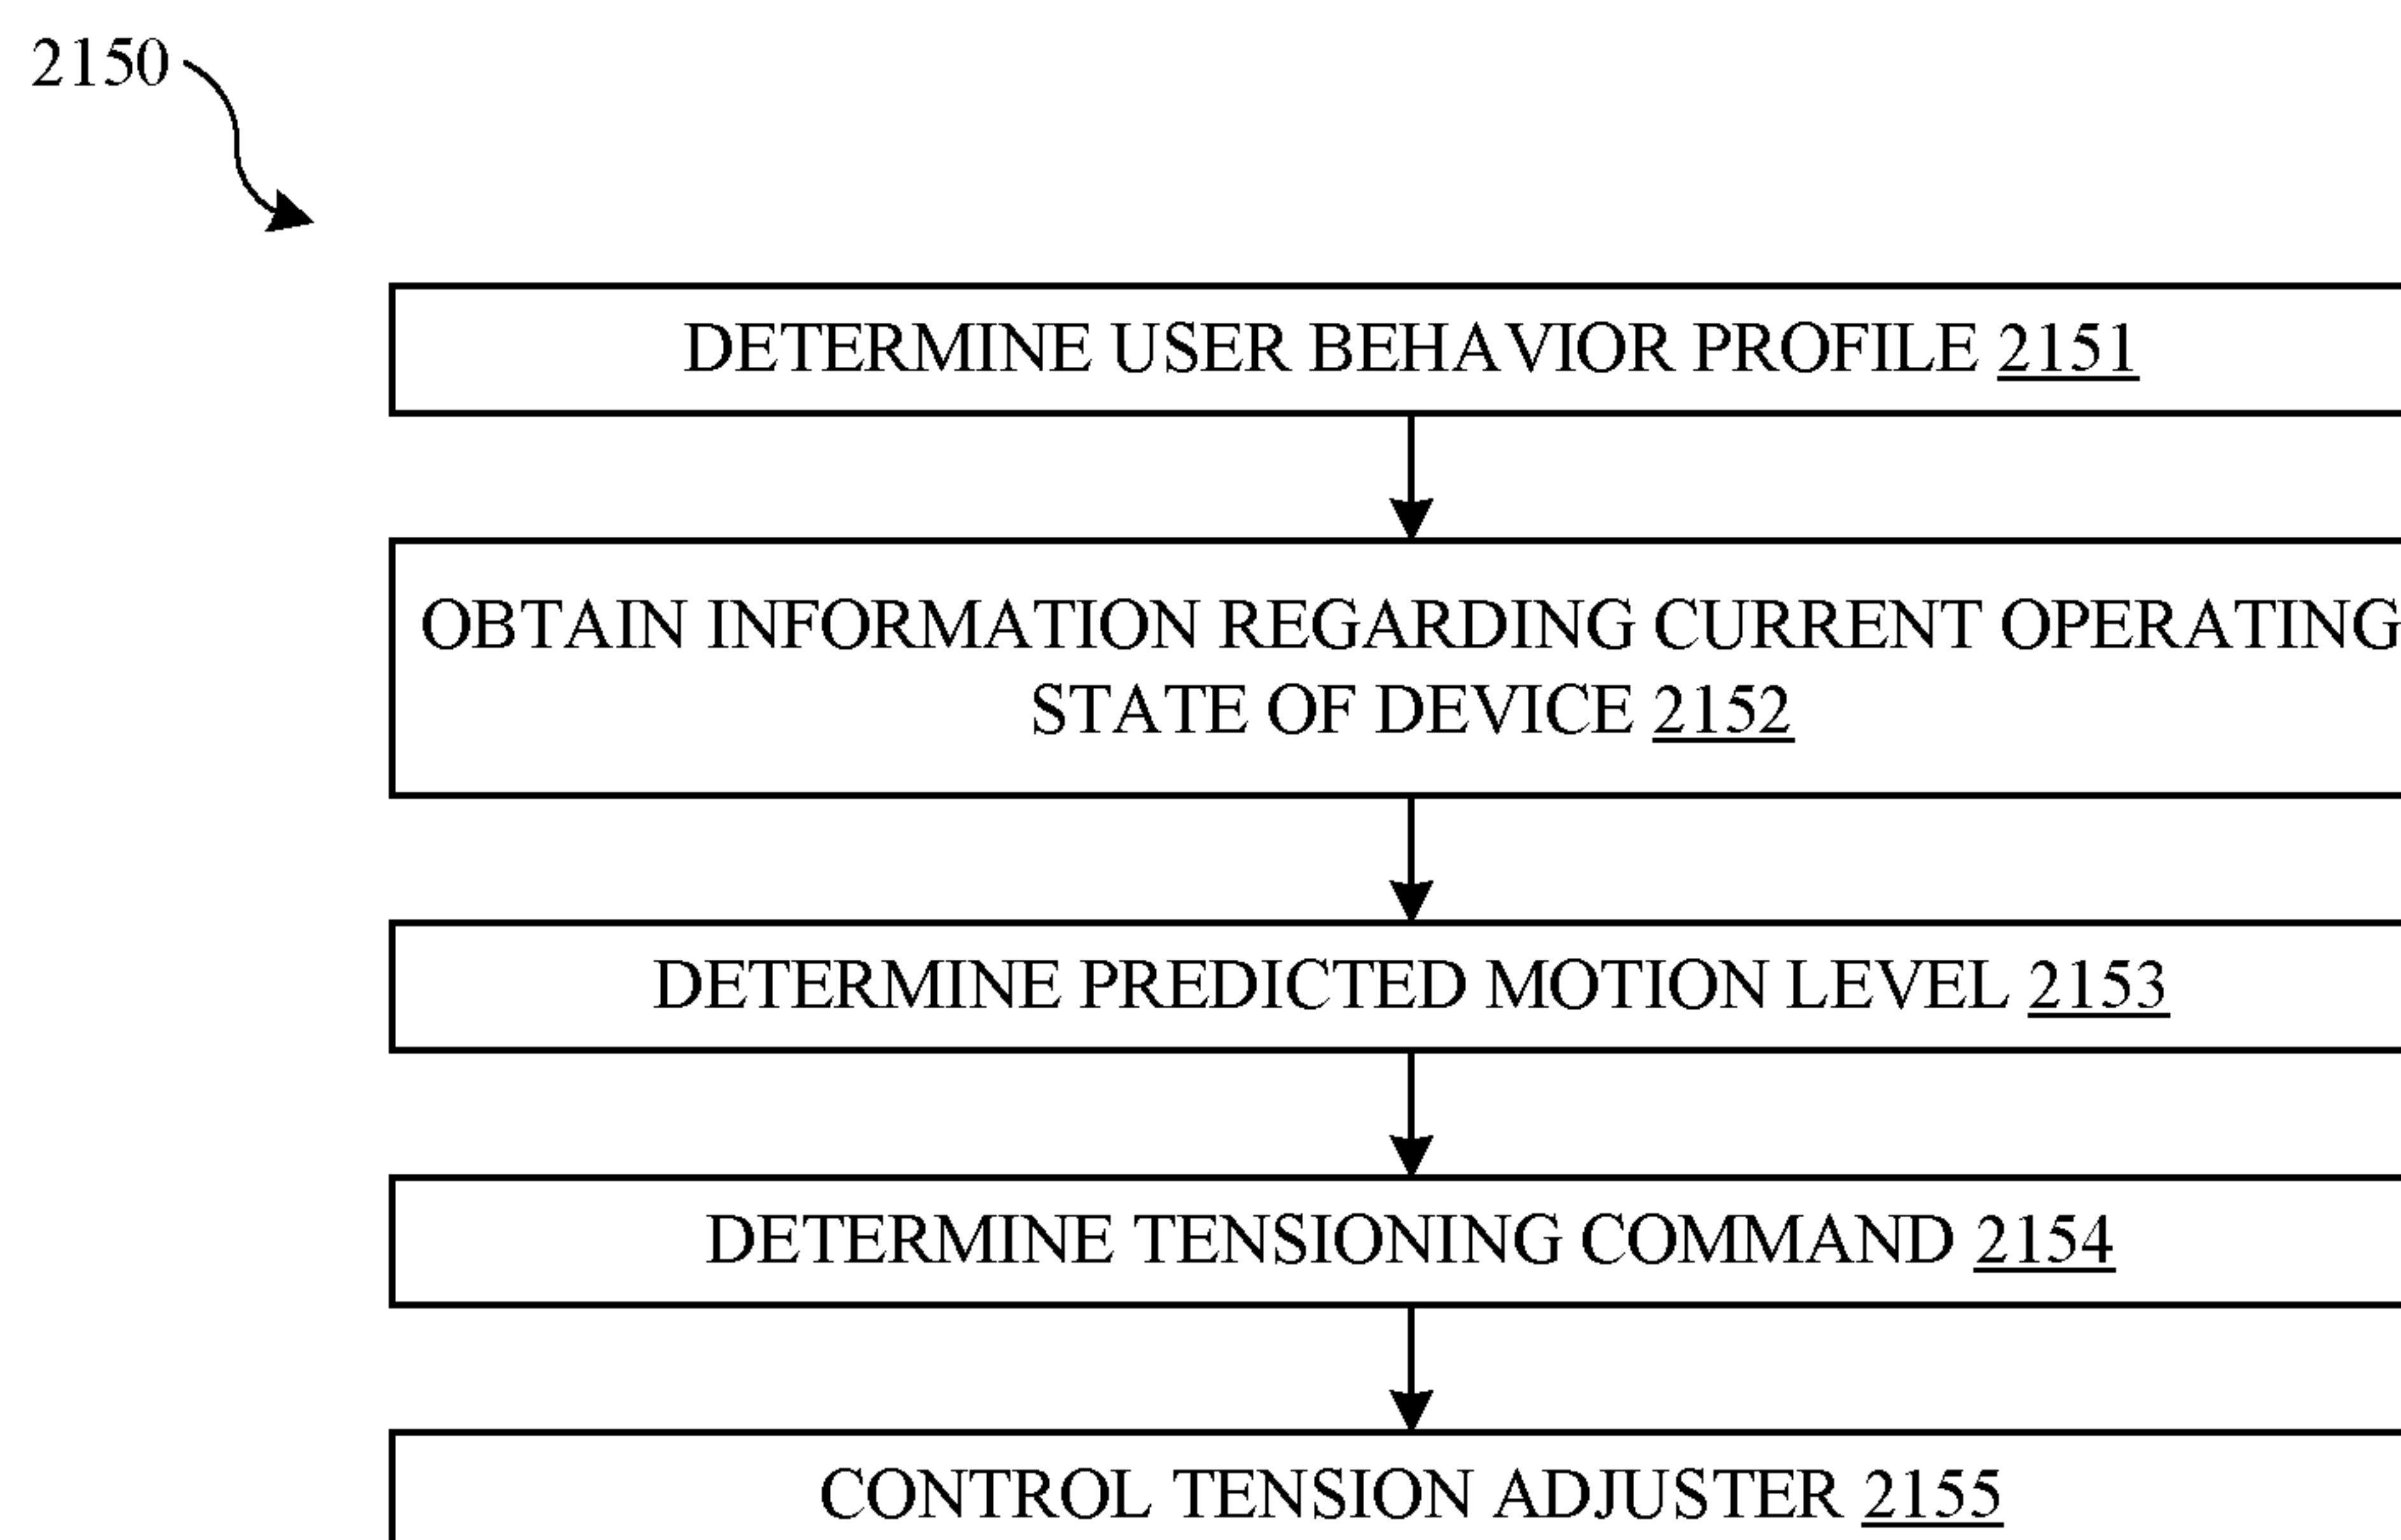 2150
DETERMINE USER BEHAVIOR PROFILE 2151
OBTAIN INFORMATION REGARDING CURRENT OPERATING
STATE OF DEVICE 2152
DETERMINE PREDICTED MOTION LEVEL 2153
DETERMINE TENSIONING COMMAND 2154
CONTROL TENSION ADJUSTER 2155